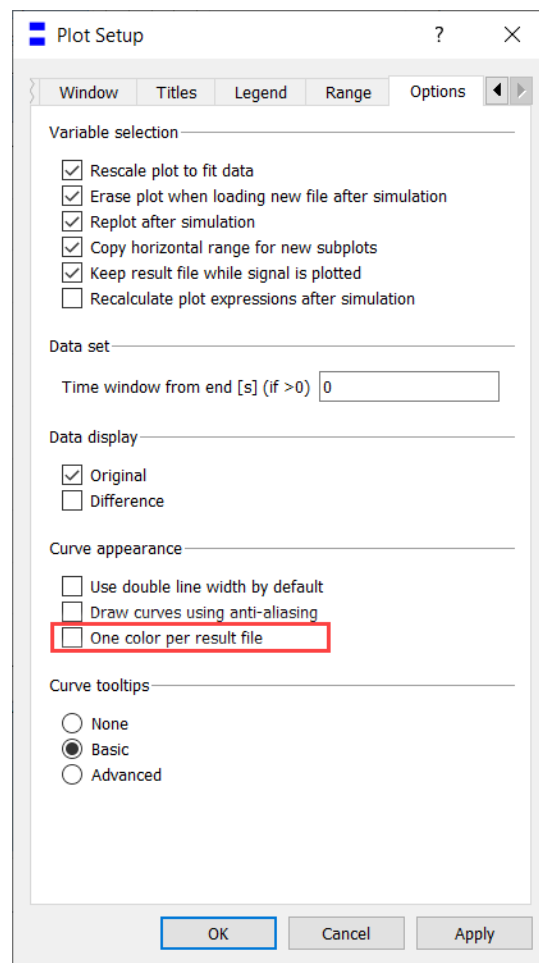 Plot Setup
?
Window Titles Legend Range Options
Variable selection
Rescale plot to fit data
Erase plot when loading new file after simulation
Replot after simulation
Copy horizontal range for new subplots
Keep result file while signal is plotted
Recalculate plot expressions after simulation
Data set
Time window from end [s] (if >0) 0
Data display
Original
Difference
Curve appearance
Use double line width by default
Draw curves using anti-aliasing
One color per result file
Curve tooltips
None
Basic
Advanced
OK Cancel Apply